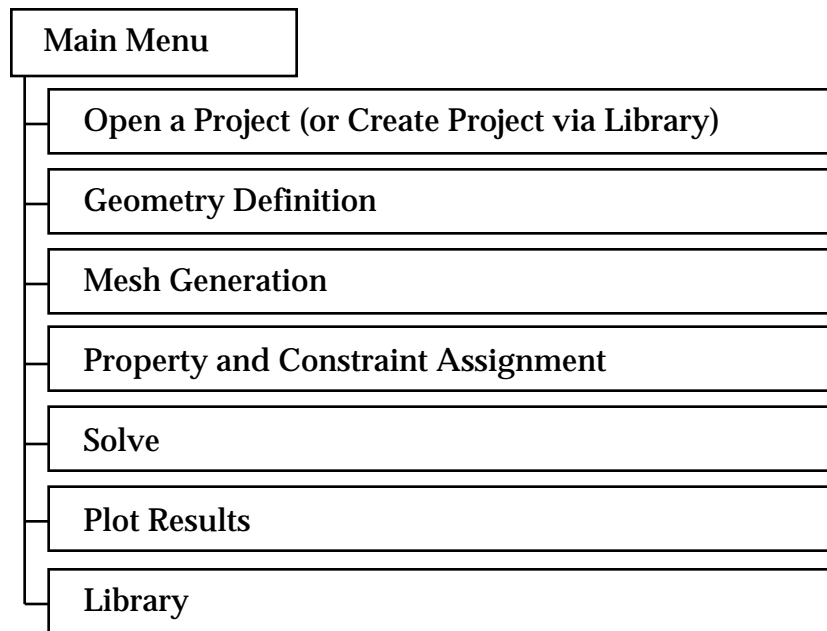 Main Menu
Open a Project (or Create Project via Library)
Geometry Definition
Mesh Generation
Property and Constraint Assignment
Solve
Plot Results
Library